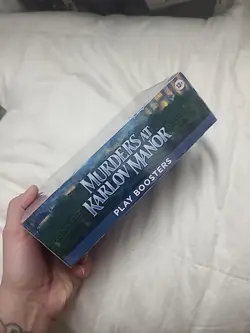 MURDERS AT
KARLOV MANOR
PLAY BOOSTERS